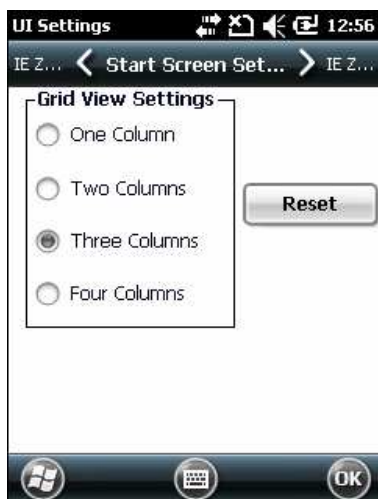 UI Settings 12:56
IE Z... Start Screen Set... IE Z...
Grid View Settings
One Column
Two Columns
Reset
Three Columns
Four Columns
OK